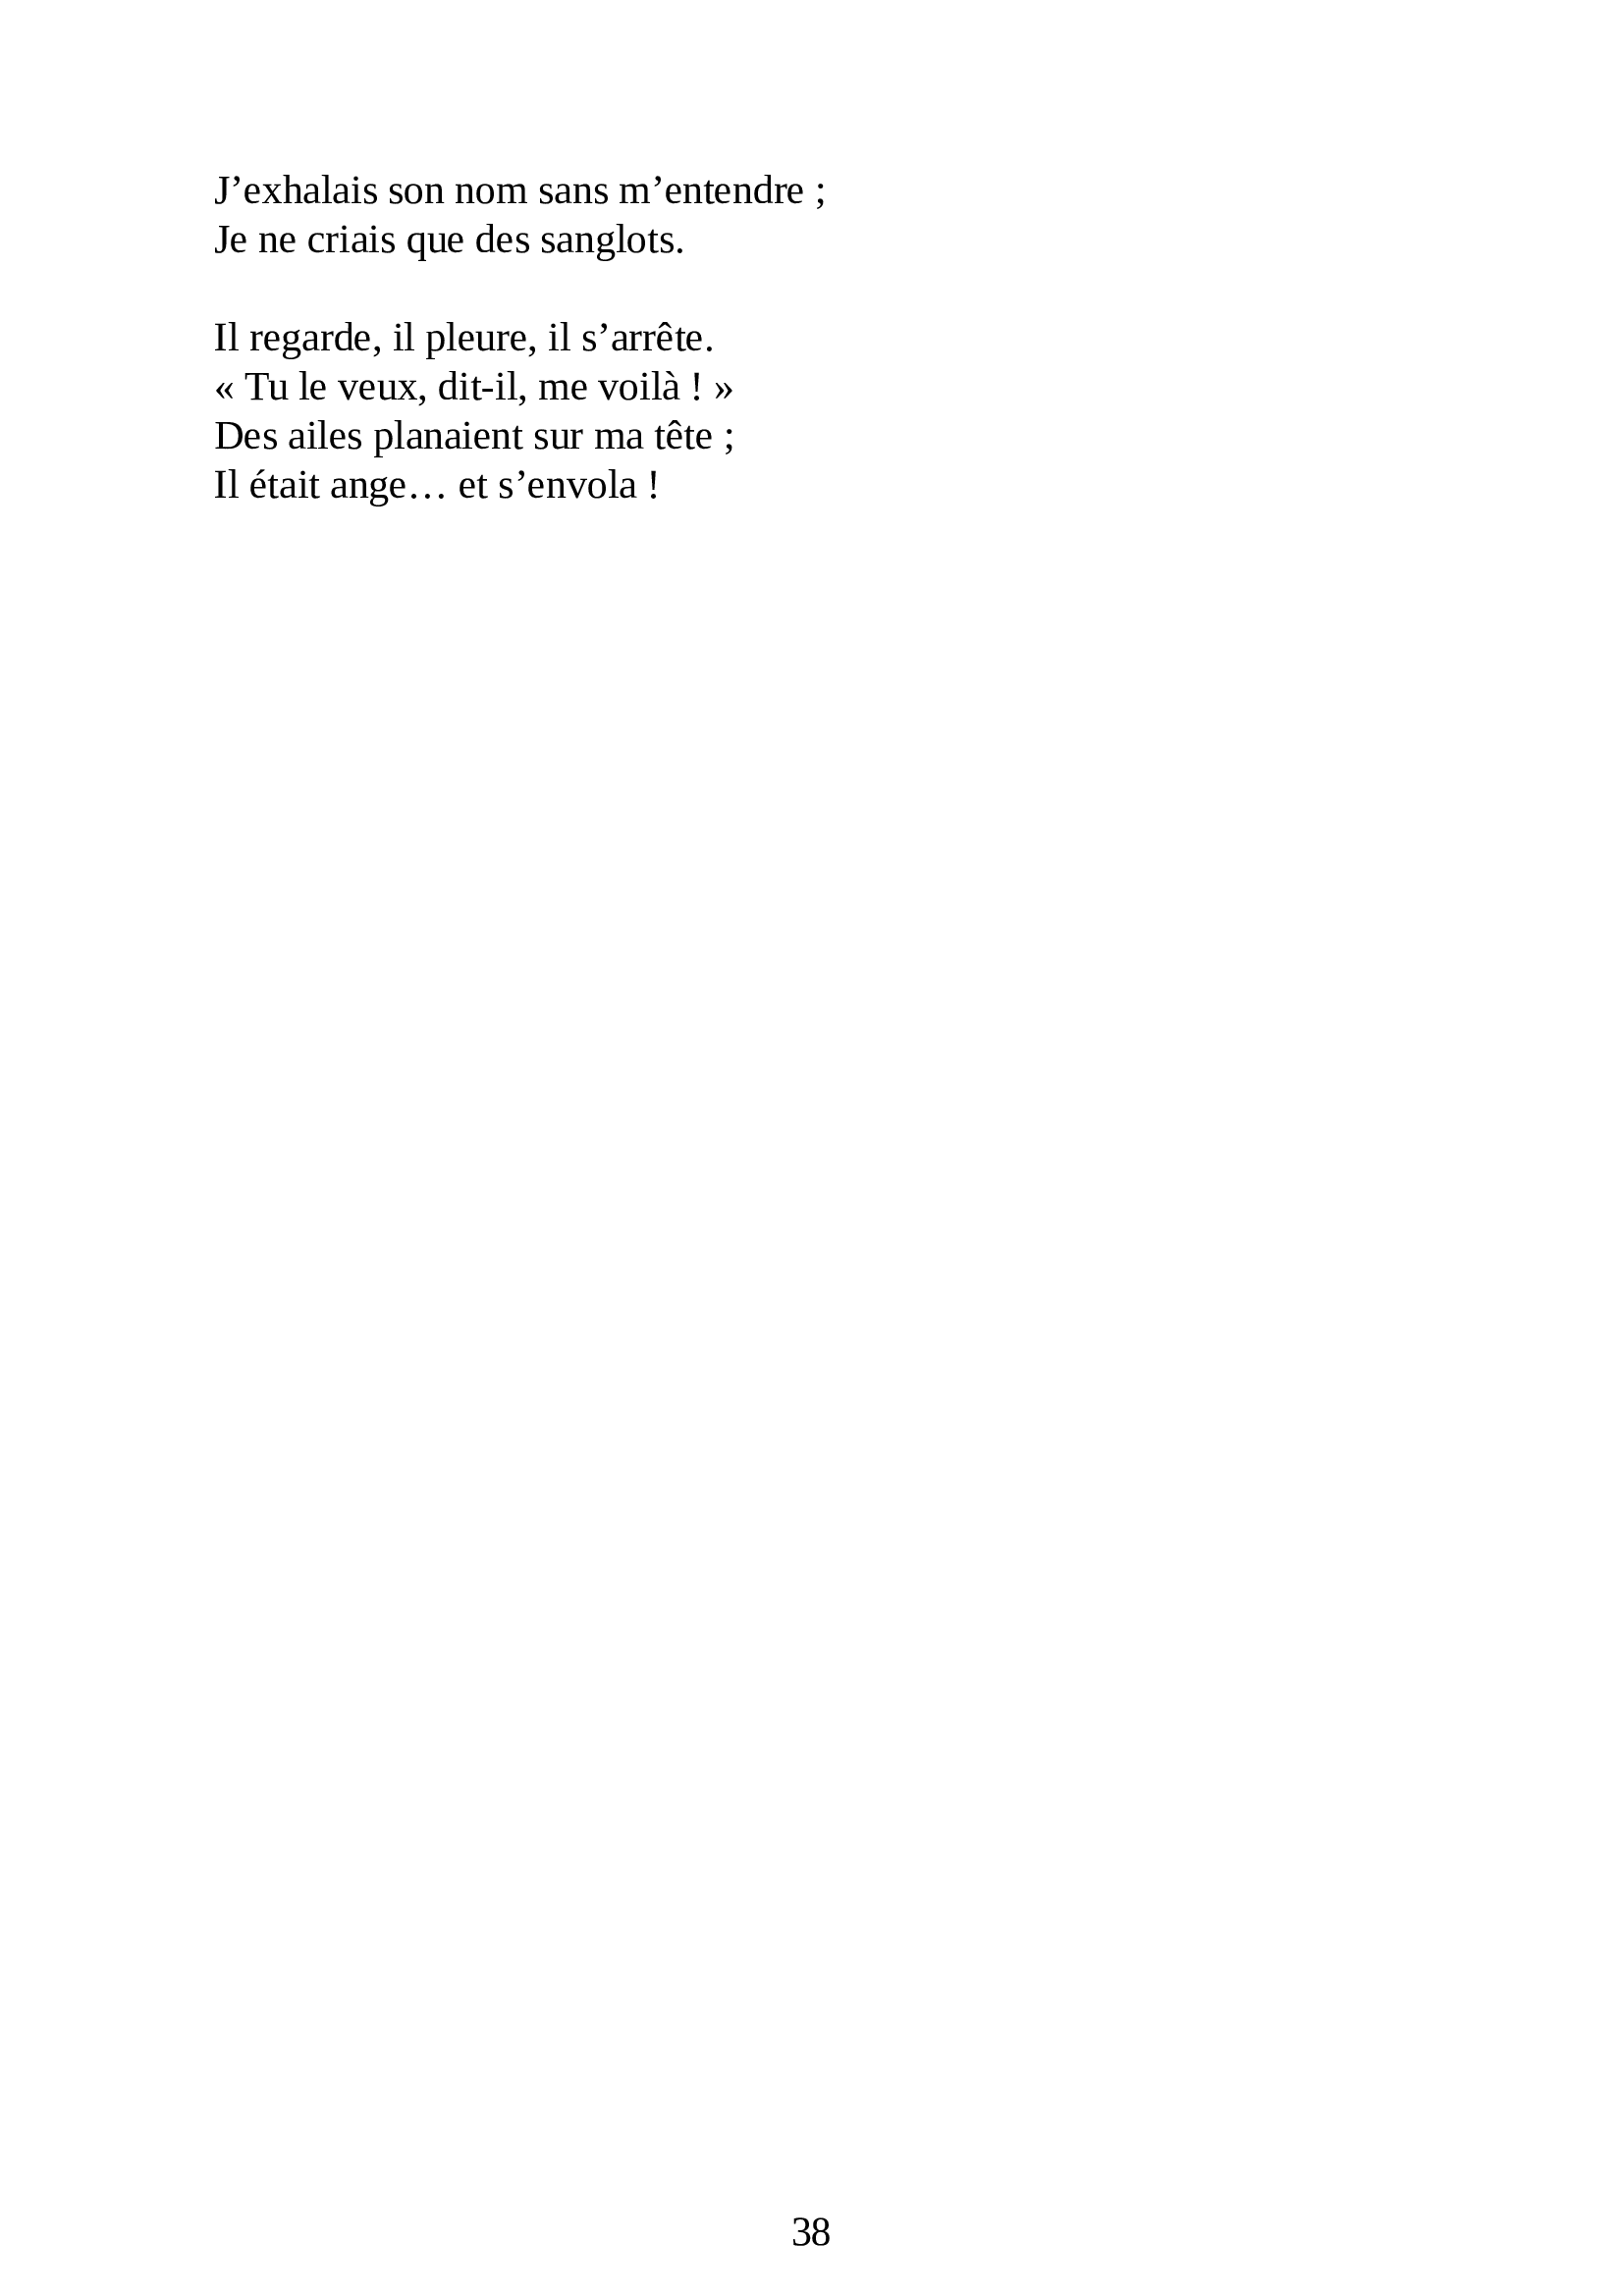 J’exhalais son nom sans m’entendre ;
Je ne criais que des sanglots.
Il regarde, il pleure, il s’arrête.
« Tu le veux, dit-il, me voilà ! »
Des ailes planaient sur ma tête ;
Il était ange… et s’envola !
38